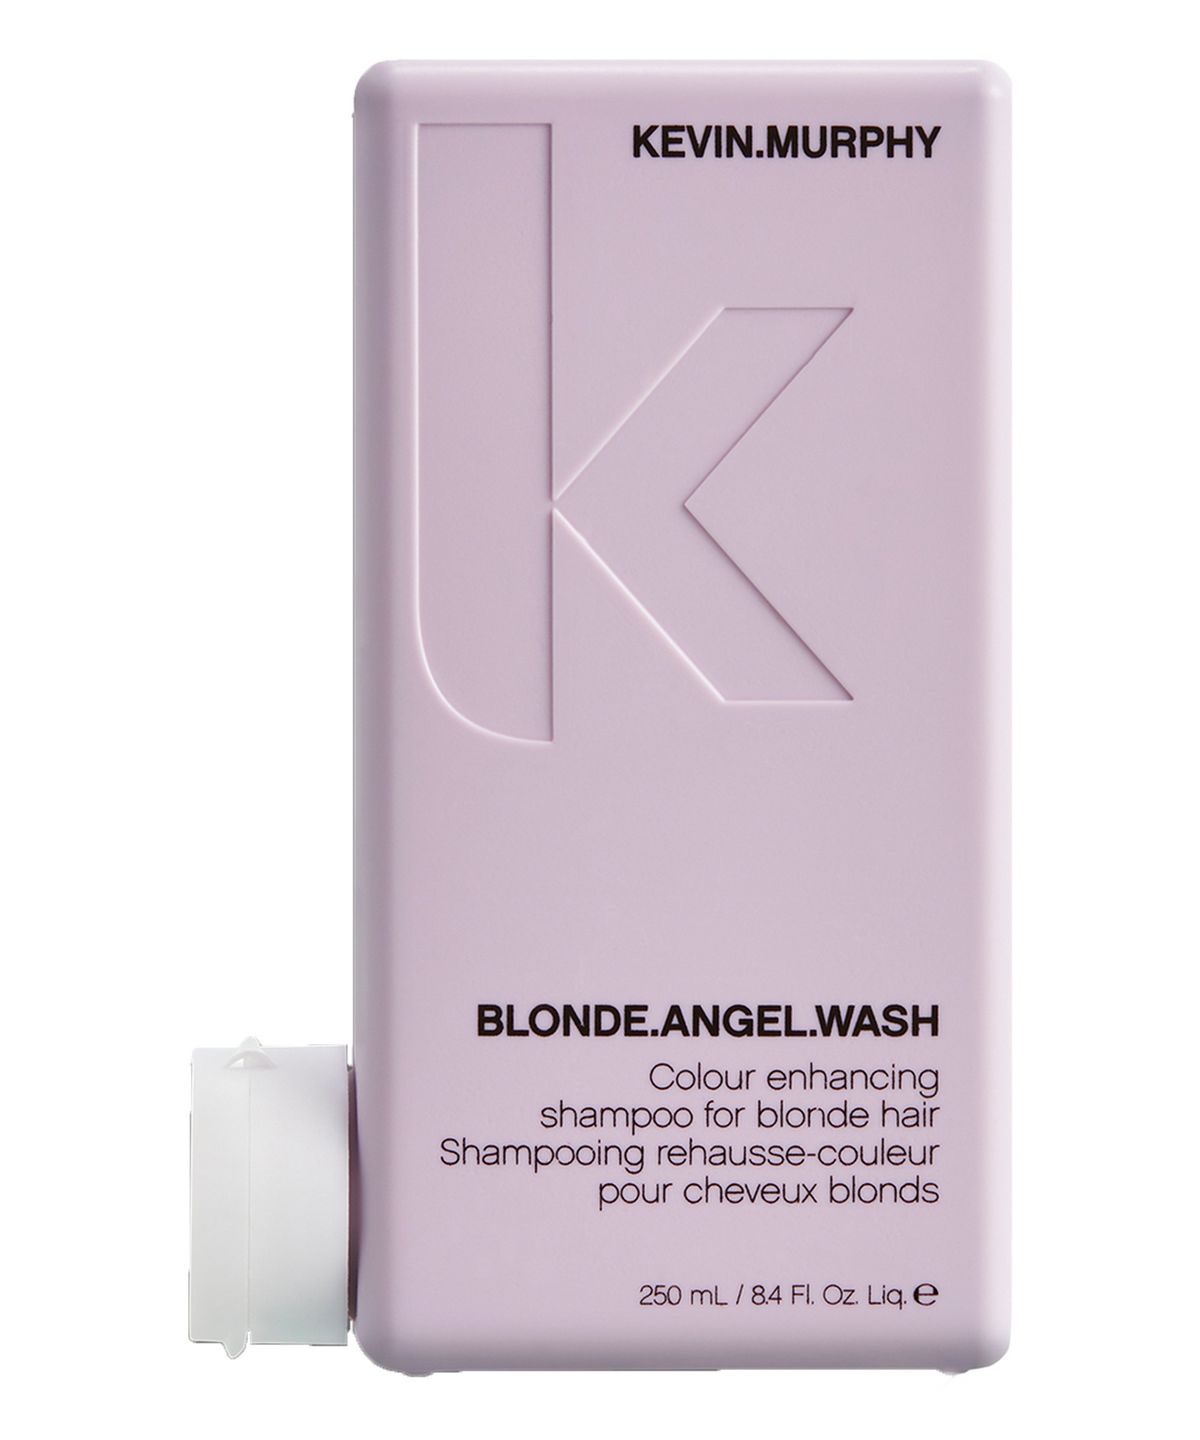 KEVIN.MURPHY
BLONDE.ANGEL.WASH
Colour enhancing
shampoo for blonde hair
Shampooing rehausse-couleur
pour cheveux blonds
250 mL / 8.4 Fl. Oz. Liq. ℮